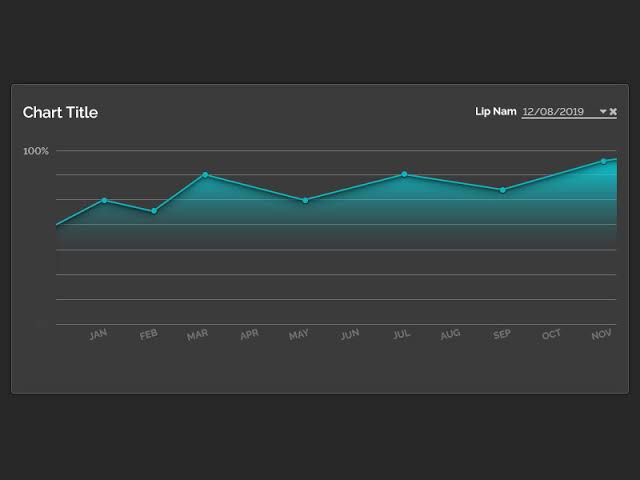 Chart Title
Lip Nam 12/08/2019
100%
JAN FEB MAR APR MAY JUN JUL AUG SEP OCT NOV